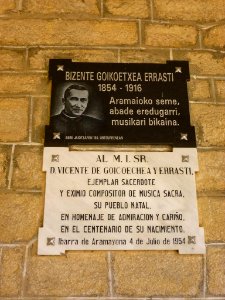 BIZENTE GOIKOETXEA ERRASTI
1854 - 1916
Aramaioko seme,
abade eredugarri,
musikari bikaina.
AL M. I. SR.
D. VICENTE DE GOICOECHEA Y ERRASTI,
EJEMPLAR SACERDOTE
Y EXIMIO COMPOSITOR DE MUSICA SACRA,
SU PUEBLO NATAL,
EN HOMENAJE DE ADMIRACION Y CARIÑO,
EN EL CENTENARIO DE SU NACIMIENTO.
Ibarra de Aramayona 4 de Julio de 1954